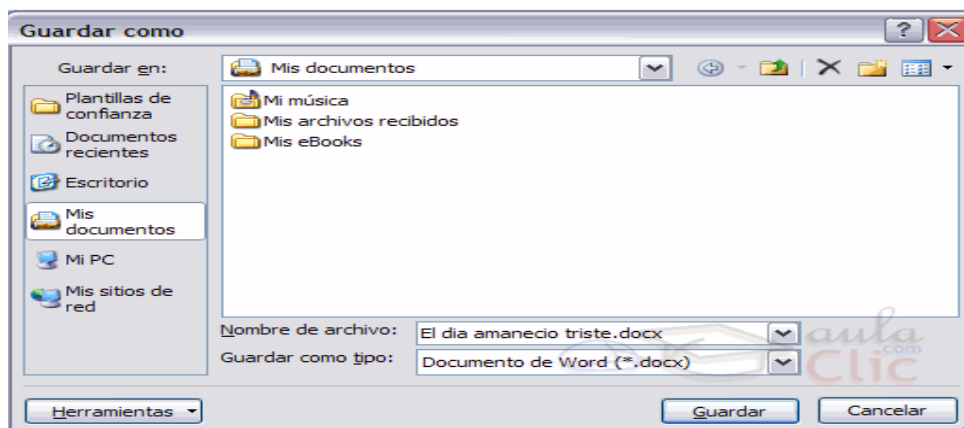 Guardar como
Guardar en:
Mis documentos
Plantillas de
confianza
Documentos
recientes
Escritorio
Mis
documentos
Mi PC
Mis sitios de
red
Mi música
Mis archivos recibidos
Mis eBooks
Nombre de archivo:
El dia amanecio triste.docx
Guardar como tipo:
Documento de Word (*.docx)
aula
.com
Clic
Herramientas
Guardar
Cancelar